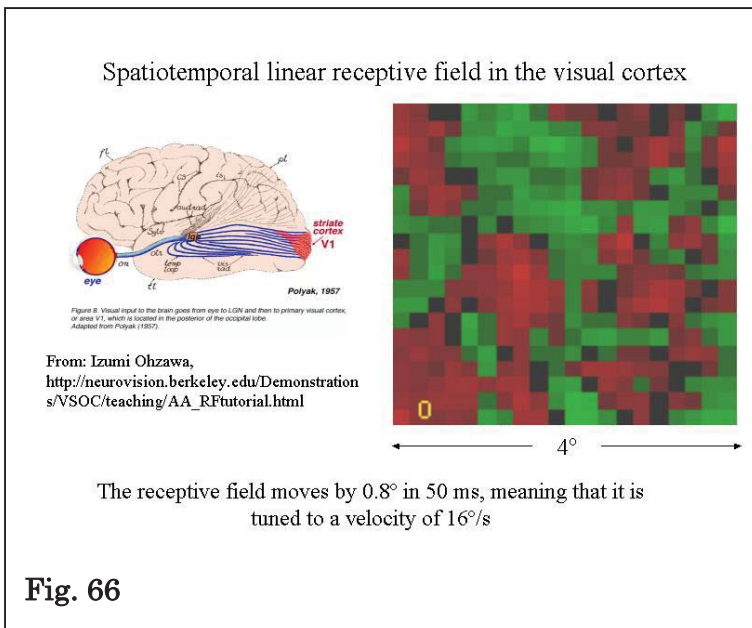 Spatiotemporal linear receptive field in the visual cortex
striate
cortex
V1
eye
on
lgn
Polyak, 1957
Figure 8. Visual input to the brain goes from eye to LGN and then to primary visual cortex,
or area V1, which is located in the posterior of the occipital lobe.
Adapted from Polyak (1957).
From: Izumi Ohzawa,
http://neurovision.berkeley.edu/Demonstration
s/VSOC/teaching/AA_RFtutorial.html
0
4°
The receptive field moves by 0.8° in 50 ms, meaning that it is
tuned to a velocity of 16°/s
Fig. 66